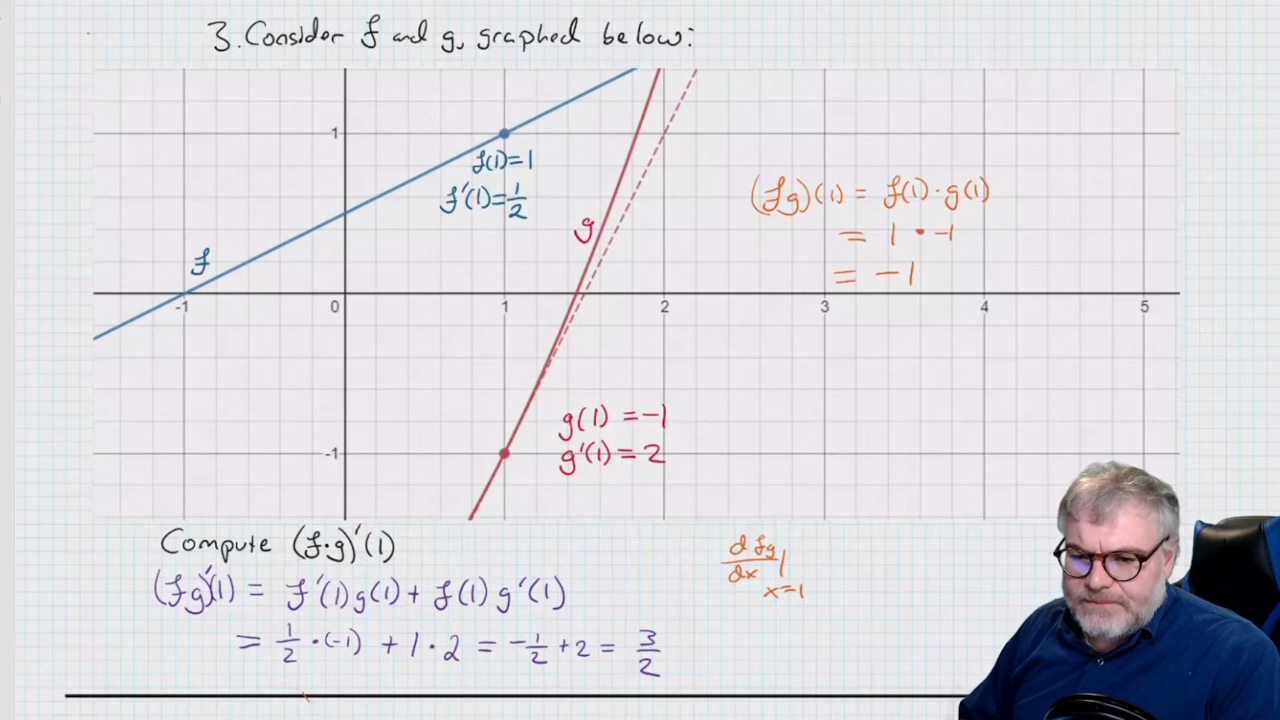 3. Consider f and g, graphed below:
1
f(1)=1
f'(1)=1/2
f
g
(fg)(1) = f(1)·g(1)
= 1 · -1
= -1
-1 0 1 2 3 4 5
g(1) = -1
-1
g'(1) = 2
Compute (f·g)'(1)
(fg)'(1) = f'(1)g(1) + f(1)g'(1)
= 1/2 · (-1) + 1 · 2 = -1/2 + 2 = 3/2
d fg/dx | x=1